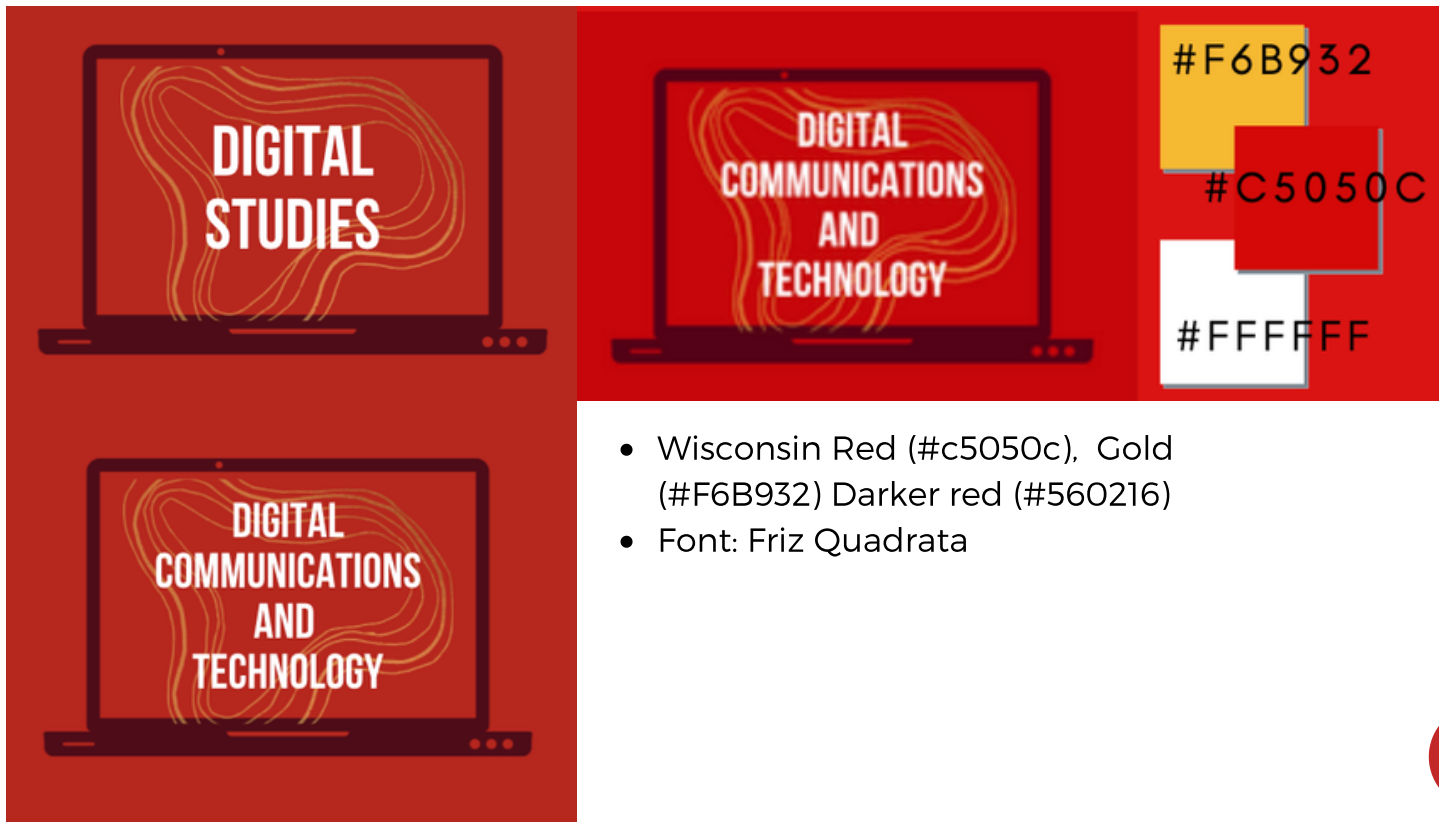 DIGITAL
STUDIES
DIGITAL
COMMUNICATIONS
AND
TECHNOLOGY
DIGITAL
COMMUNICATIONS
AND
TECHNOLOGY
#F6B932
#C5050C
#FFFFFF
• Wisconsin Red (#c5050c),  Gold
(#F6B932) Darker red (#560216)
• Font: Friz Quadrata